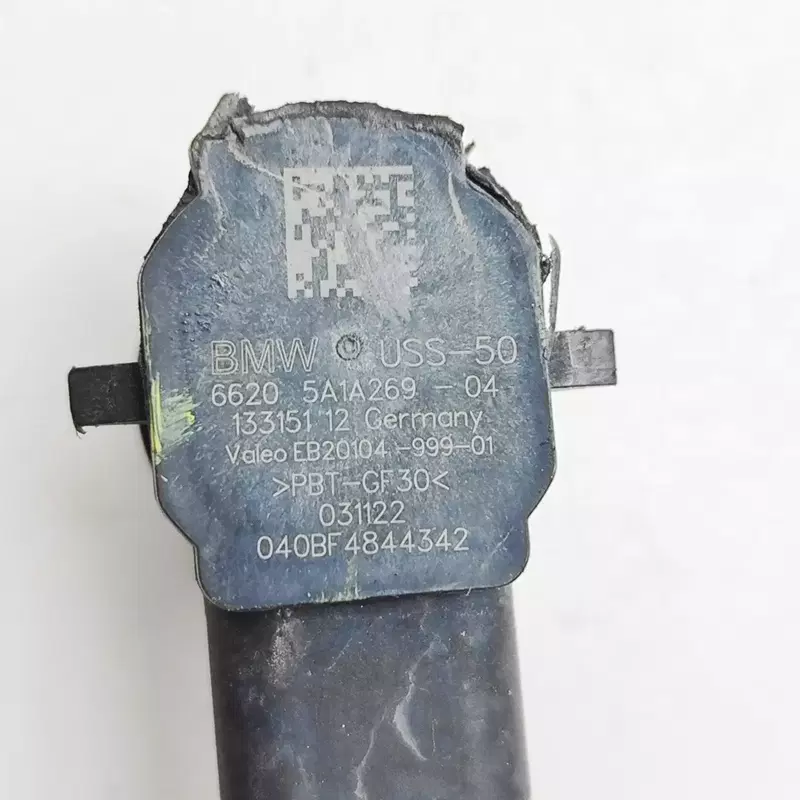 BMW USS-50
6620 5A1A269-04
133151 12 Germany
Valeo EB20104-999-01
>PBT-GF30<
031122
040BF4844342